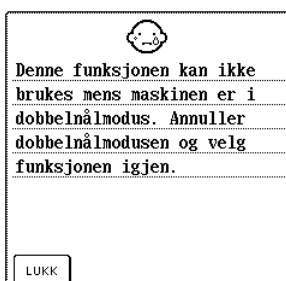 Denne funksjonen kan ikke
brukes mens maskinen er i
dobbelnålmodus. Annuller
dobbelnålmodusen og velg
funksjonen igjen.
LUKK